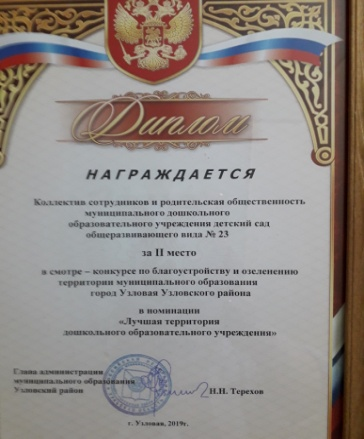 Диплом
НАГРАЖДАЕТСЯ
Коллектив сотрудников и родительская общественность
муниципального дошкольного
образовательного учреждения детский сад
общеразвивающего вида № 23
за II место
в смотре – конкурсе по благоустройству и озеленению
территории муниципального образования
город Узловая Узловского района
в номинации
«Лучшая территория
дошкольного образовательного учреждения»
Глава администрации
муниципального образования
Узловский район
Н.Н. Терехов
г. Узловая, 2019г.